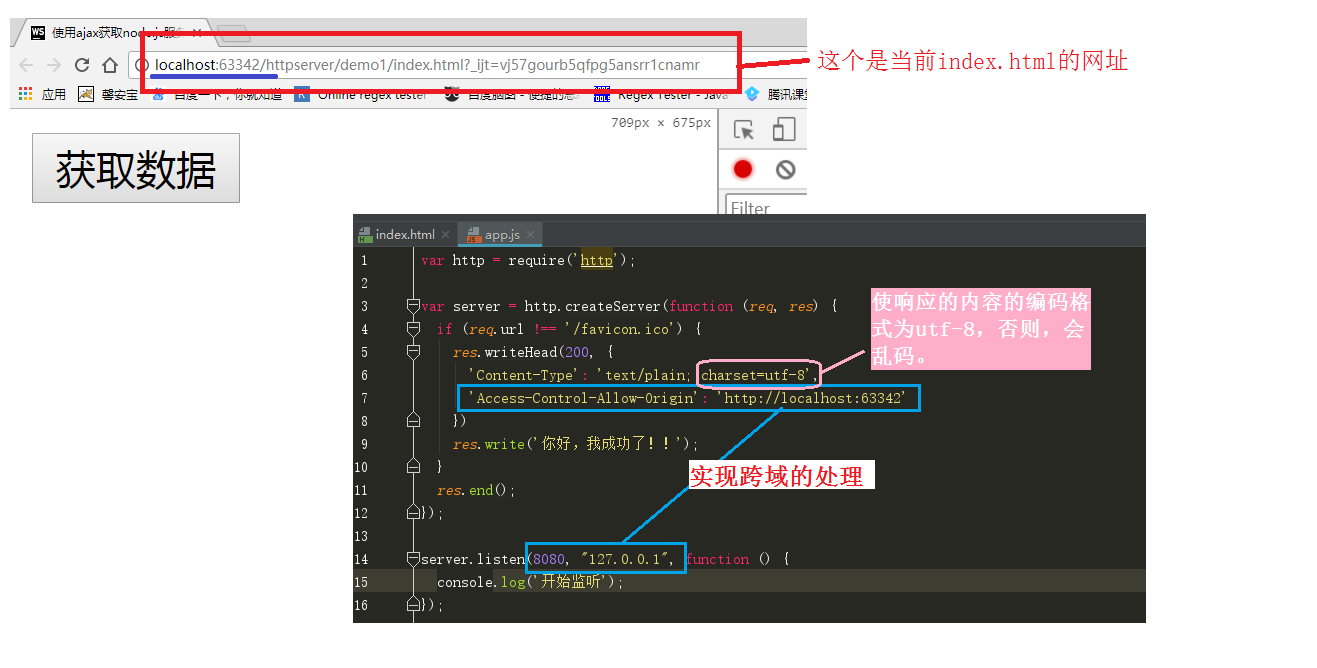 WS 使用ajax获取nodejs服务
localhost:63342/httpserver/demo1/index.html?_ijt=vj57gourb5qfpg5ansrr1cnamr
这个是当前index.html的网址
应用 馨安宝 百度一下，你就知道 Online regex tester 百度脑图 - 便捷的思 Regex Tester - Java 腾讯课堂
709px x 675px
获取数据
Filter
index.html app.js
1 var http = require('http');
2
3 var server = http.createServer(function (req, res) {
使响应的内容的编码格
式为utf-8，否则，会
乱码。
4 if (req.url !== '/favicon.ico') {
5 res.writeHead(200, {
6 'Content-Type': 'text/plain; charset=utf-8',
7 'Access-Control-Allow-Origin': 'http://localhost:63342'
8 })
9 res.write('你好，我成功了！！');
10 }
实现跨域的处理
11 res.end();
12 });
13
14 server.listen(8080, "127.0.0.1", function () {
15 console.log('开始监听');
16 });